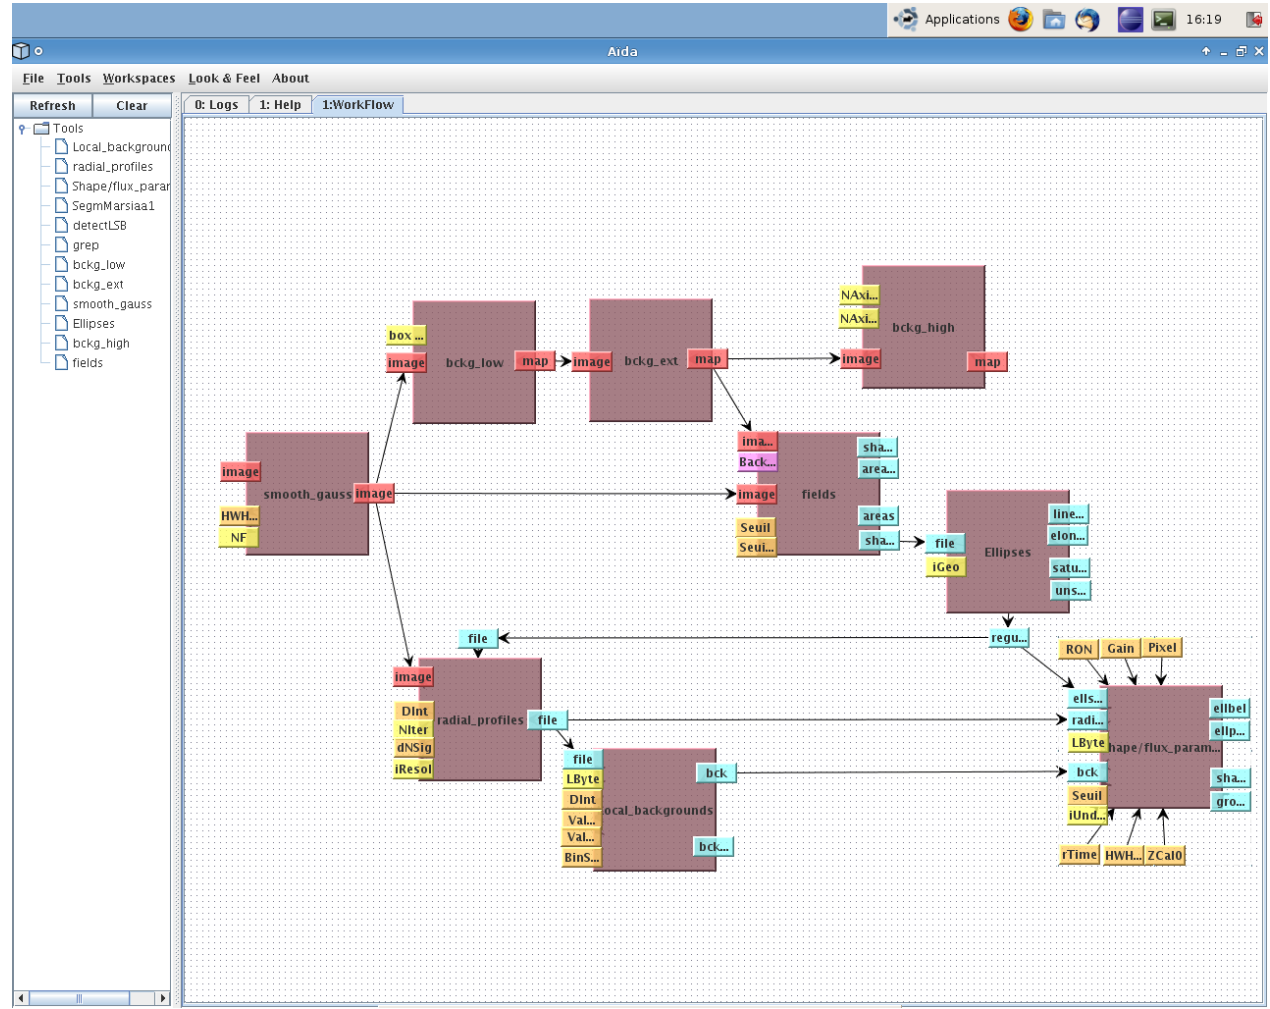 Applications
16:19
Aida
File Tools Workspaces Look & Feel About
Refresh Clear
0: Logs 1: Help 1:WorkFlow
Tools
Local_background
radial_profiles
Shape/flux_paran
SegmMarsiaa1
detectLSB
grep
bckg_low
bckg_ext
smooth_gauss
Ellipses
bckg_high
fields
box ...
image
bckg_low
map
image
bckg_ext
map
NAxi...
NAxi...
image
bckg_high
map
image
HWH...
NF
smooth_gauss
image
ima...
Back...
image
Seuil
Seui...
fields
sha...
area...
areas
sha...
file
iGeo
Ellipses
line...
elon...
satu...
uns...
regu...
file
image
DInt
NIter
dNSig
iResol
radial_profiles
file
file
LByte
DInt
Val...
Val...
BinS...
ocal_backgrounds
bck
bck...
RON
Gain
Pixel
ells...
radi...
LByte
bck
Seuil
iUnd...
hape/flux_param...
ellbel
ellp...
sha...
gro...
rTime
HWH...
ZCal0